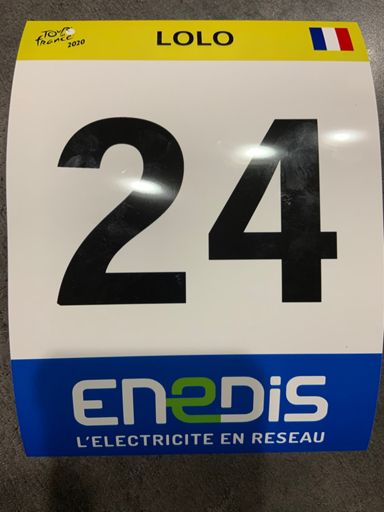 Tour de france 2020
LOLO
24
ENEDIS
L'ELECTRICITE EN RESEAU